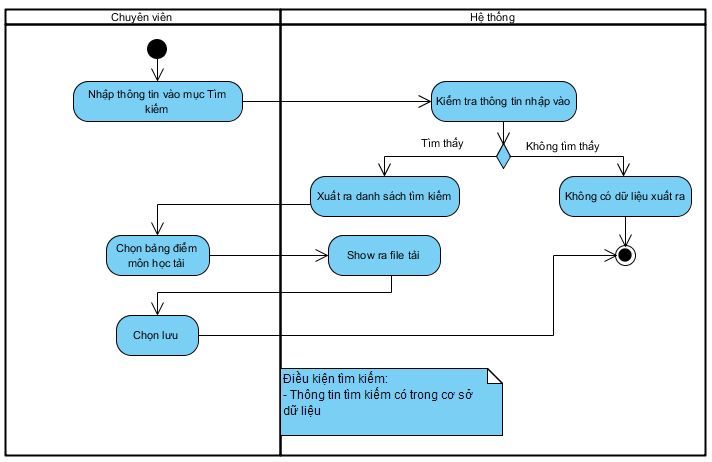 Chuyên viên
Hệ thống
Nhập thông tin vào mục Tìm
kiếm
Kiểm tra thông tin nhập vào
Tìm thấy
Không tìm thấy
Xuất ra danh sách tìm kiếm
Không có dữ liệu xuất ra
Chọn bảng điểm
môn học tải
Show ra file tải
Chọn lưu
Điều kiện tìm kiếm:
- Thông tin tìm kiếm có trong cơ sở
dữ liệu